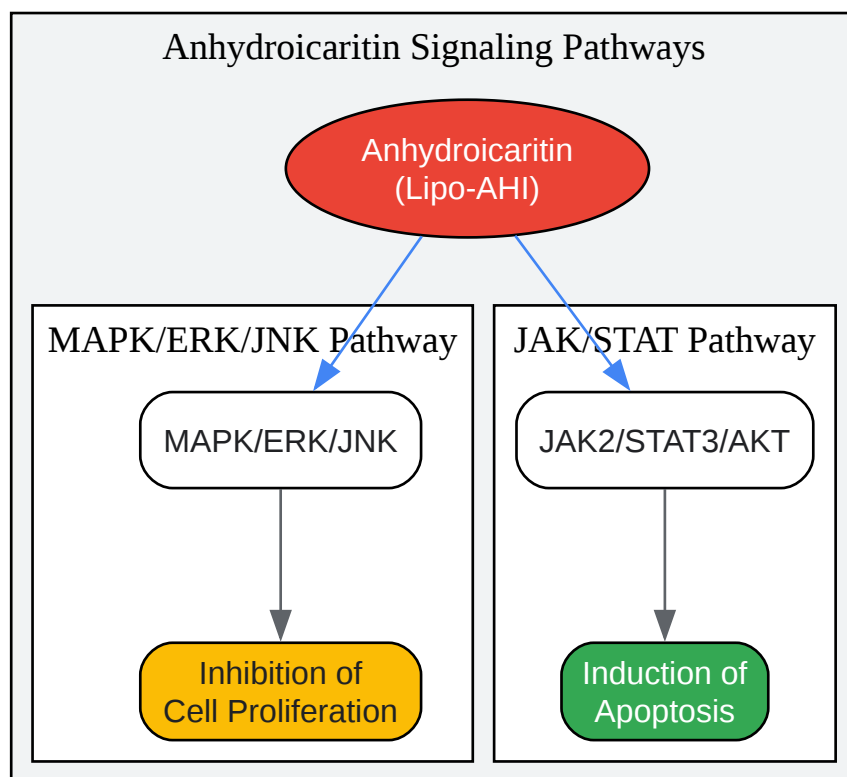 Anhydroicaritin Signaling Pathways
Anhydroicaritin
(Lipo-AHI)
MAPK/ERK/JNK Pathway
MAPK/ERK/JNK
Inhibition of
Cell Proliferation
JAK/STAT Pathway
JAK2/STAT3/AKT
Induction of
Apoptosis